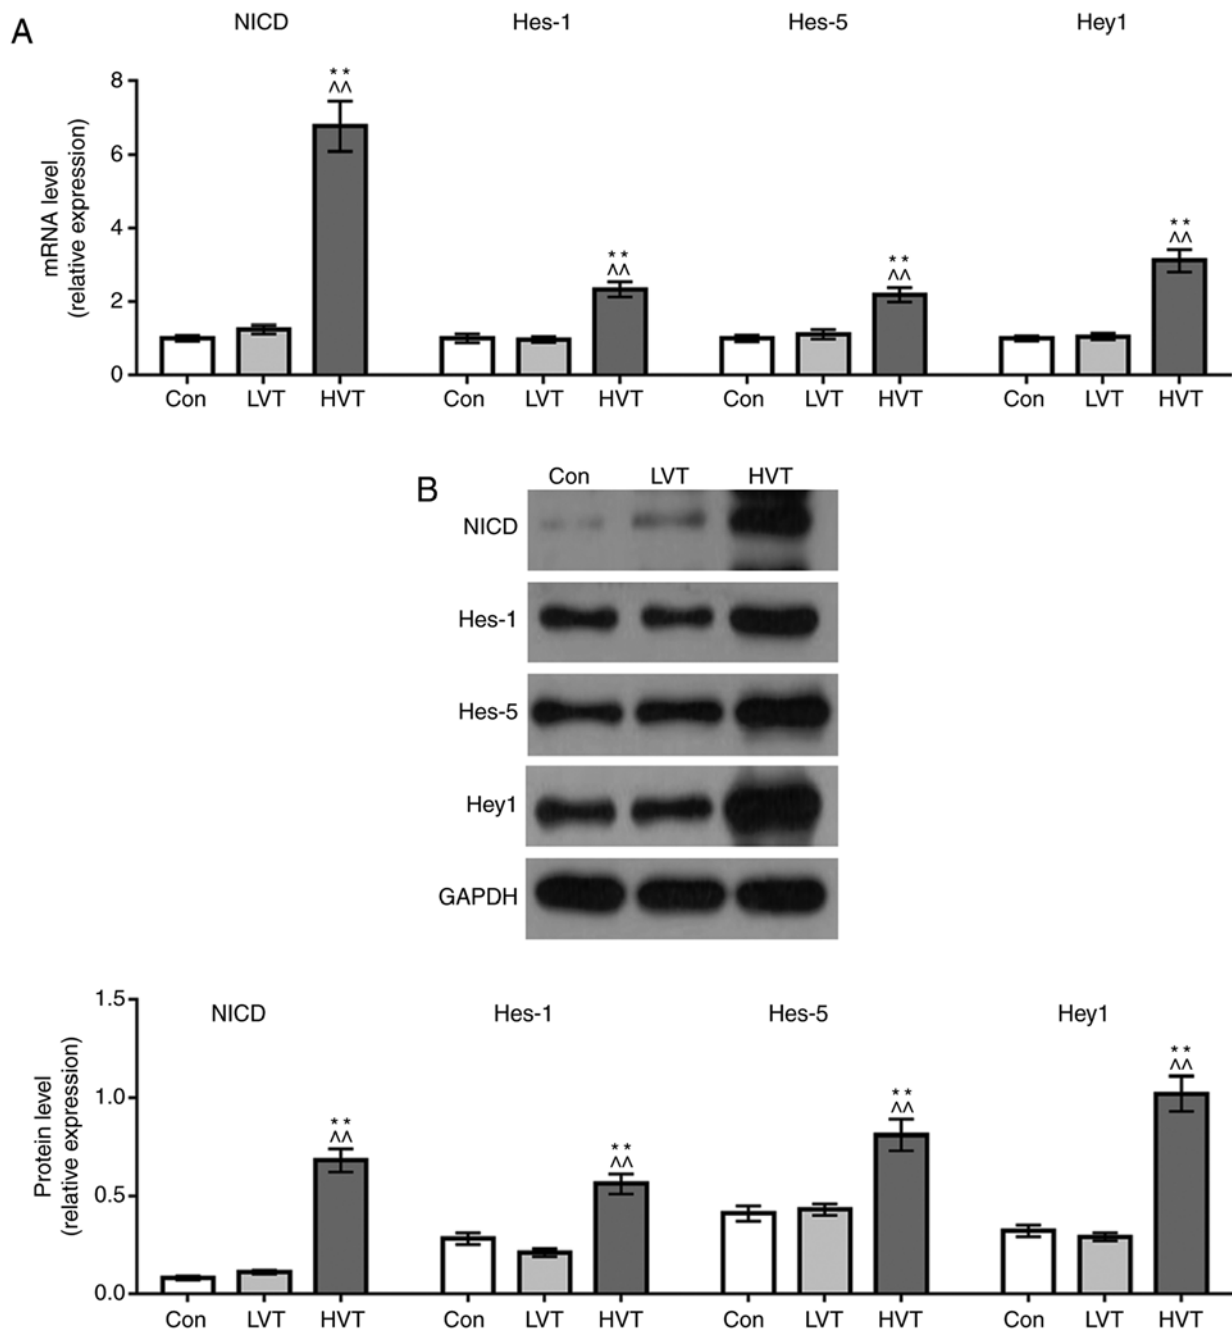 A
NICD Hes-1 Hes-5 Hey1
mRNA level
(relative expression)
8
6
4
2
0
** ** ** **
^^ ^^ ^^ ^^
Con LVT HVT Con LVT HVT Con LVT HVT Con LVT HVT
B
Con LVT HVT
NICD
Hes-1
Hes-5
Hey1
GAPDH
Protein level
(relative expression)
1.5
1.0
0.5
0.0
NICD Hes-1 Hes-5 Hey1
** ** ** **
^^ ^^ ^^ ^^
Con LVT HVT Con LVT HVT Con LVT HVT Con LVT HVT